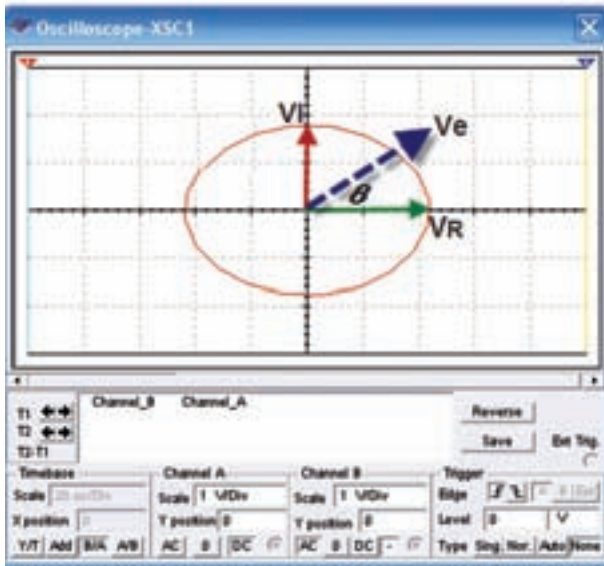 Oscilloscope-XSC1
Ve
θ
VR
Channel_B Channel_A
T1
T2
T2-T1
Reverse
Save
Ext Trig.
Timebase
Scale
X position
Y/T Add B/A A/B
Channel A
Scale 1 V/Div
Y position 0
AC 0 DC
Channel B
Scale 1 V/Div
Y position 0
AC 0 DC -
Trigger
Edge
Level 0 V
Type Sing. Nor. Auto None